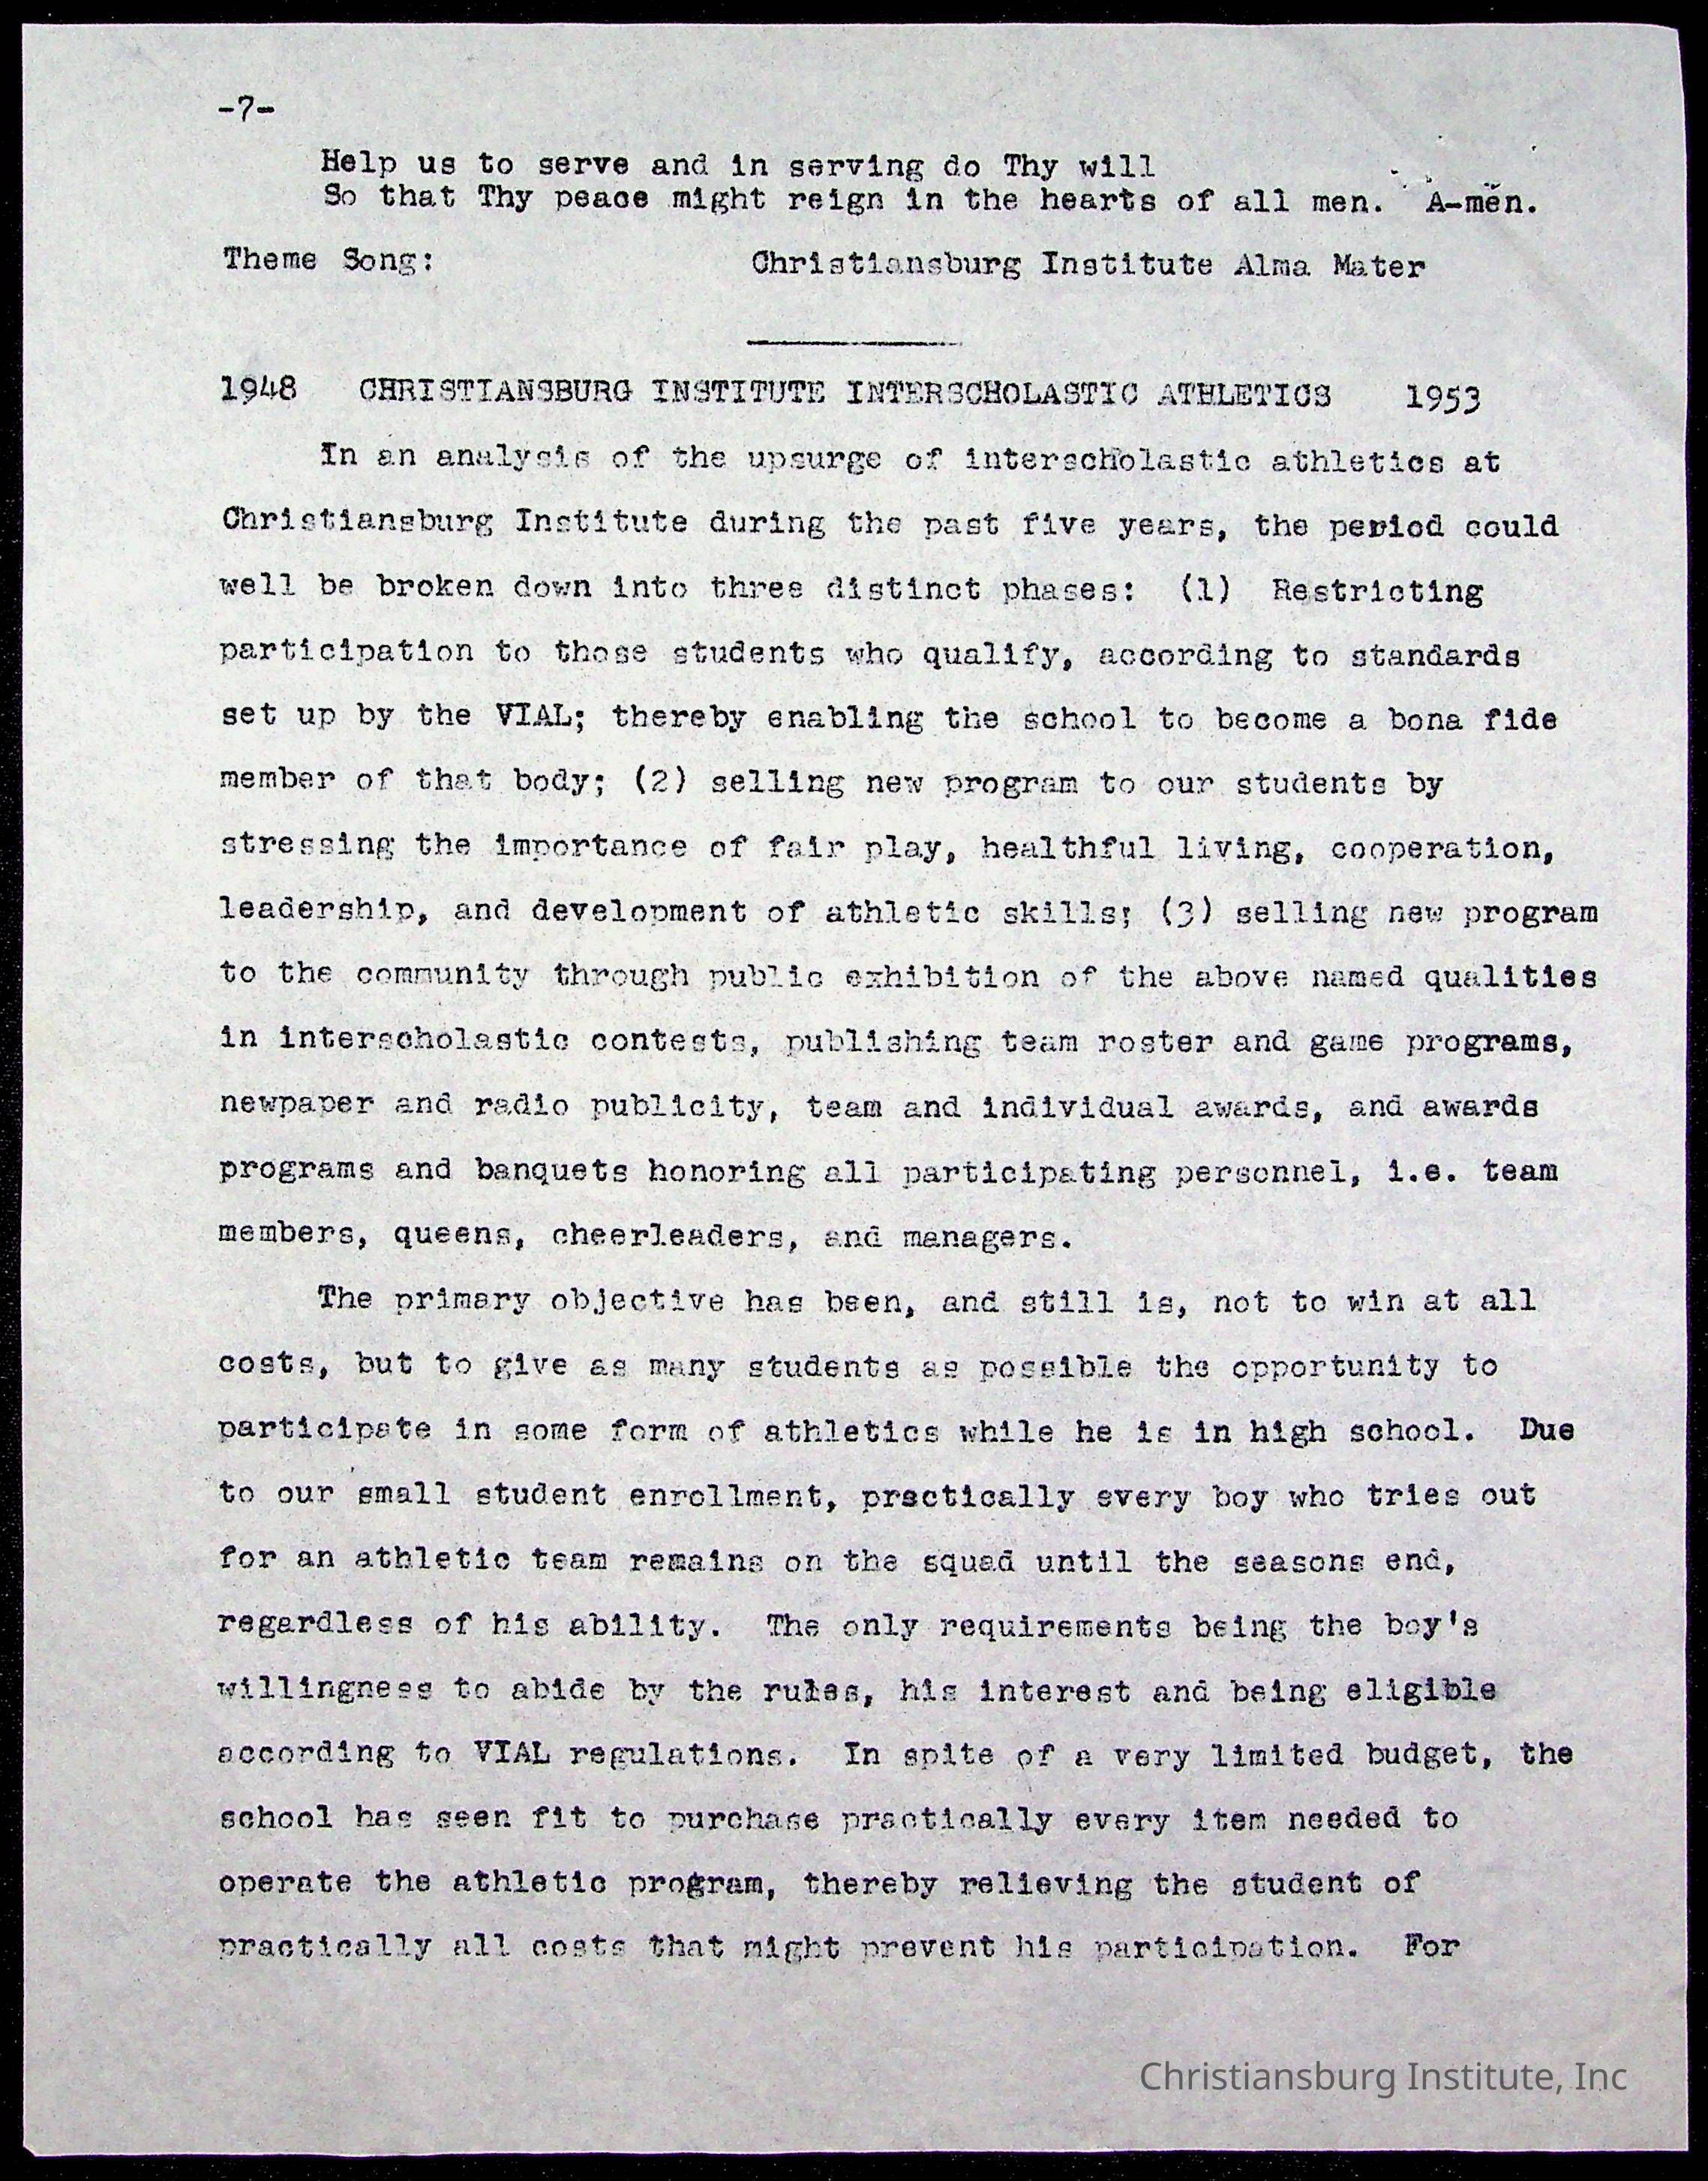 -7-
Help us to serve and in serving do Thy will
So that Thy peace might reign in the hearts of all men. A-men.
Theme Song: Christiansburg Institute Alma Mater
1948 CHRISTIANSBURG INSTITUTE INTERSCHOLASTIC ATHLETICS 1953
In an analysis of the upsurge of interscholastic athletics at
Christiansburg Institute during the past five years, the period could
well be broken down into three distinct phases: (1) Restricting
participation to those students who qualify, according to standards
set up by the VIAL; thereby enabling the school to become a bona fide
member of that body; (2) selling new program to our students by
stressing the importance of fair play, healthful living, cooperation,
leadership, and development of athletic skills; (3) selling new program
to the community through public exhibition of the above named qualities
in interscholastic contests, publishing team roster and game programs,
newpaper and radio publicity, team and individual awards, and awards
programs and banquets honoring all participating personnel, i.e. team
members, queens, cheerleaders, and managers.
The primary objective has been, and still is, not to win at all
costs, but to give as many students as possible the opportunity to
participate in some form of athletics while he is in high school. Due
to our small student enrollment, practically every boy who tries out
for an athletic team remains on the squad until the seasons end,
regardless of his ability. The only requirements being the boy's
willingness to abide by the rules, his interest and being eligible
according to VIAL regulations. In spite of a very limited budget, the
school has seen fit to purchase practically every item needed to
operate the athletic program, thereby relieving the student of
practically all costs that might prevent his participation. For
Christiansburg Institute, Inc